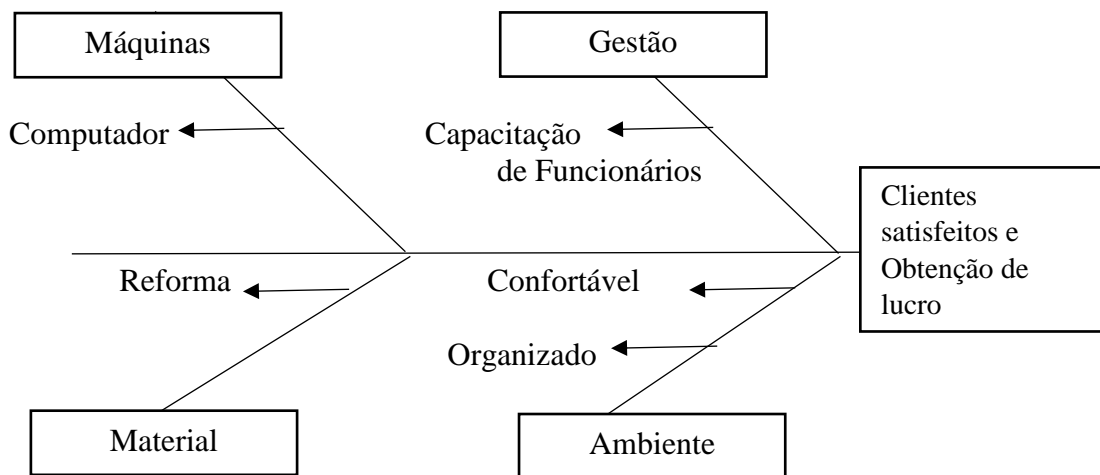 Máquinas
Gestão
Computador
Capacitação
de Funcionários
Clientes
satisfeitos e
Obtenção de
lucro
Reforma
Confortável
Organizado
Material
Ambiente